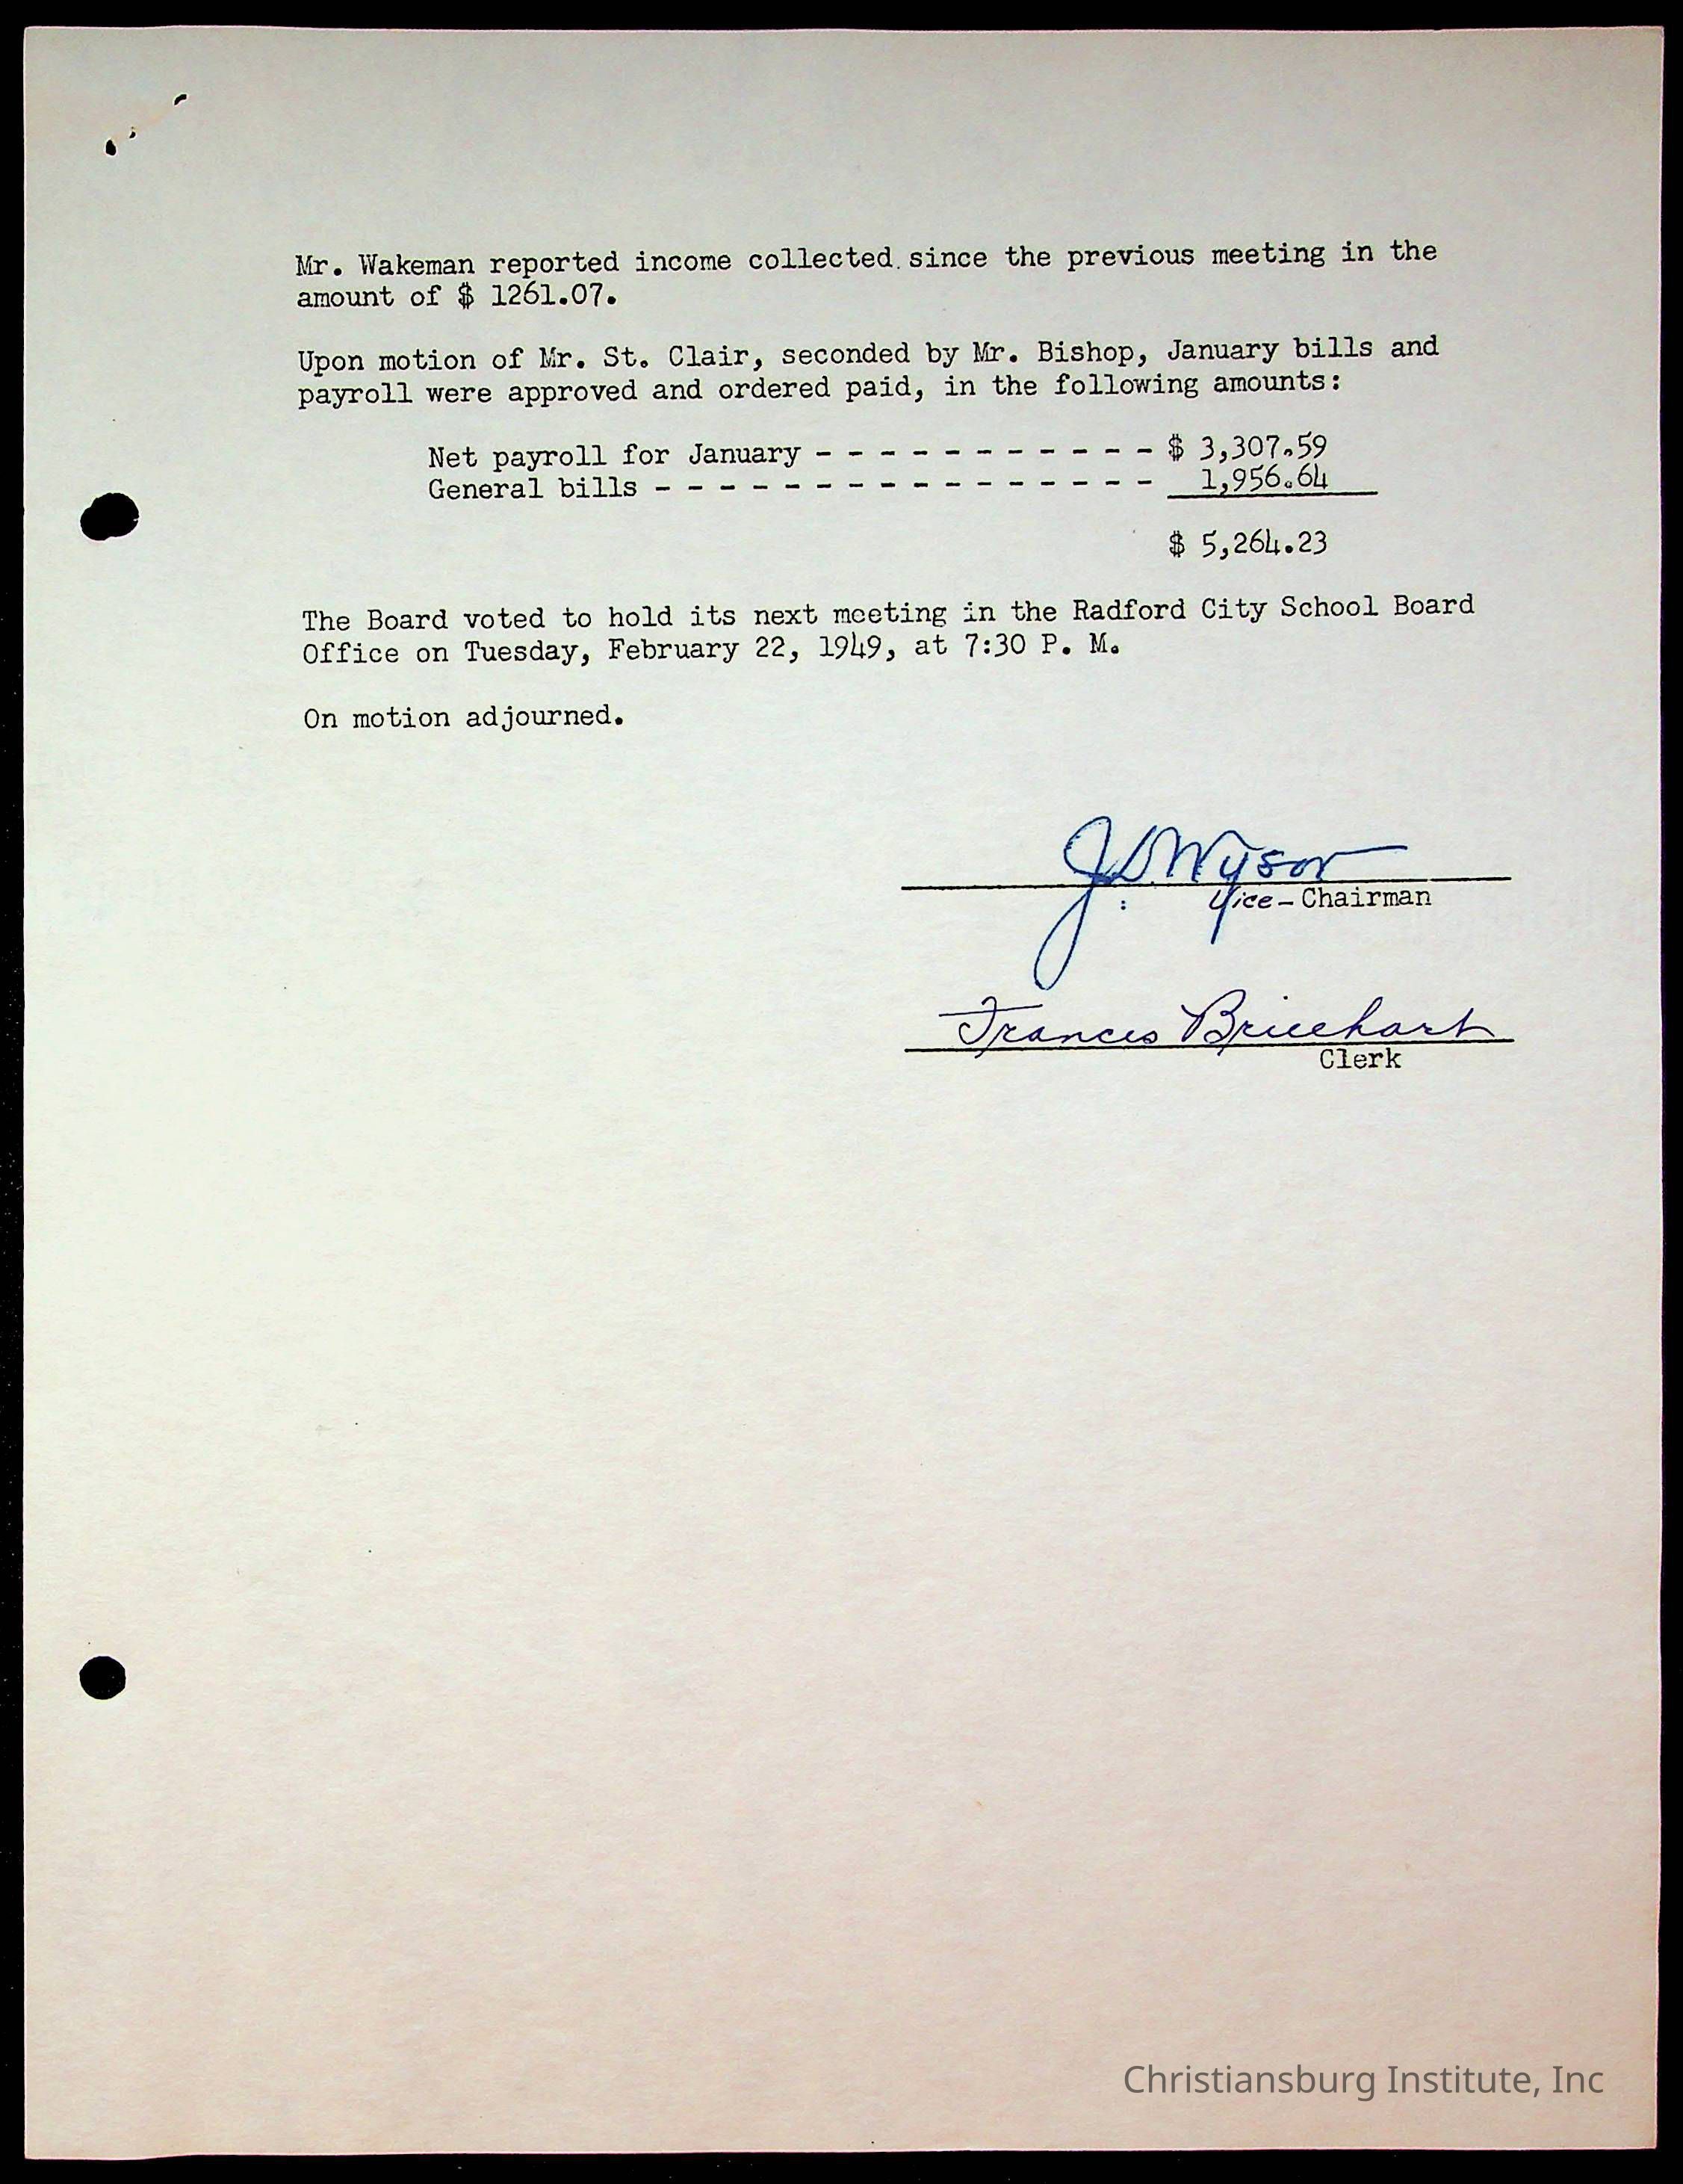 Mr. Wakeman reported income collected since the previous meeting in the
amount of $ 1261.07.
Upon motion of Mr. St. Clair, seconded by Mr. Bishop, January bills and
payroll were approved and ordered paid, in the following amounts:
Net payroll for January - - - - - - - - - - - $ 3,307.59
General bills - - - - - - - - - - - - - - - - 1,956.64
$ 5,264.23
The Board voted to hold its next meeting in the Radford City School Board
Office on Tuesday, February 22, 1949, at 7:30 P. M.
On motion adjourned.
J.D. Wysor
Vice-Chairman
Frances Bricehart
Clerk
Christiansburg Institute, Inc